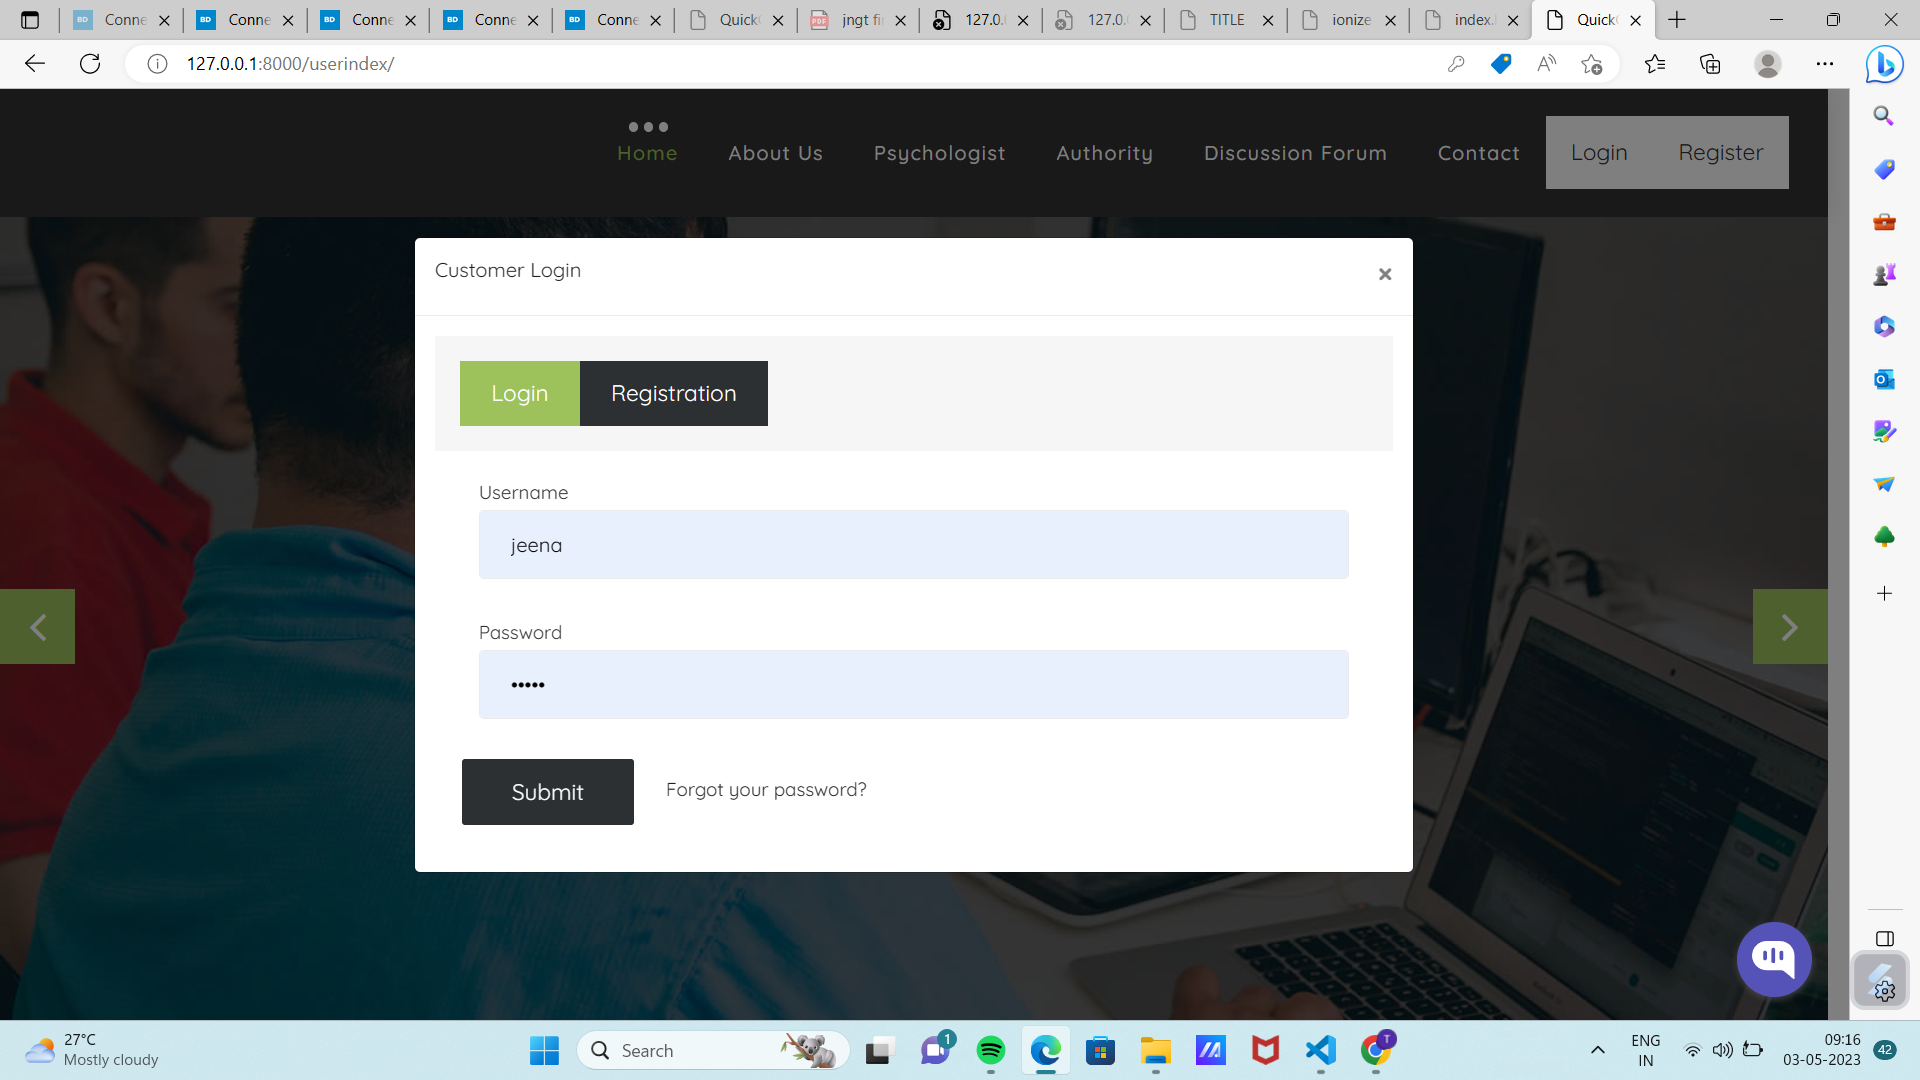 Conne
Conne
Conne
Conne
Conne
Quick
jngt fi
127.0.
127.0.
TITLE
ionize
index.
Quick
127.0.0.1:8000/userindex/
Home
About Us
Psychologist
Authority
Discussion Forum
Contact
Login
Register
Customer Login
Login
Registration
Username
jeena
Password
•••••
Submit
Forgot your password?
27°C
Mostly cloudy
Search
1
T
ENG
IN
09:16
03-05-2023
42